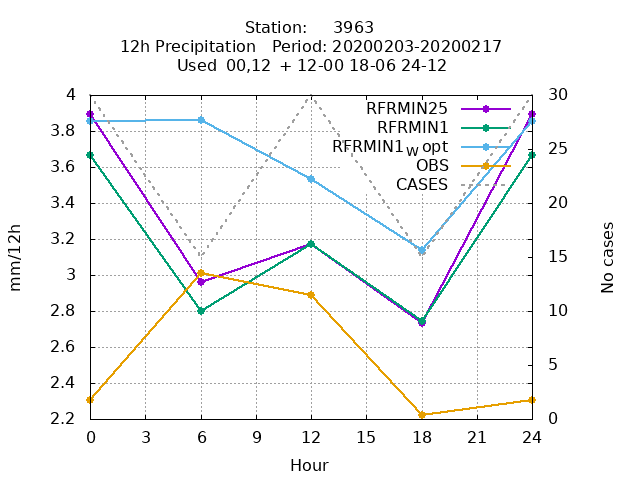 Station: 3963
12h Precipitation Period: 20200203-20200217
Used 00,12 + 12-00 18-06 24-12
4
3.8
3.6
3.4
3.2
3
2.8
2.6
2.4
2.2
mm/12h
RFRMIN25
RFRMIN1
RFRMIN1wopt
OBS
CASES
30
25
20
15
10
5
0
No cases
0 3 6 9 12 15 18 21 24
Hour